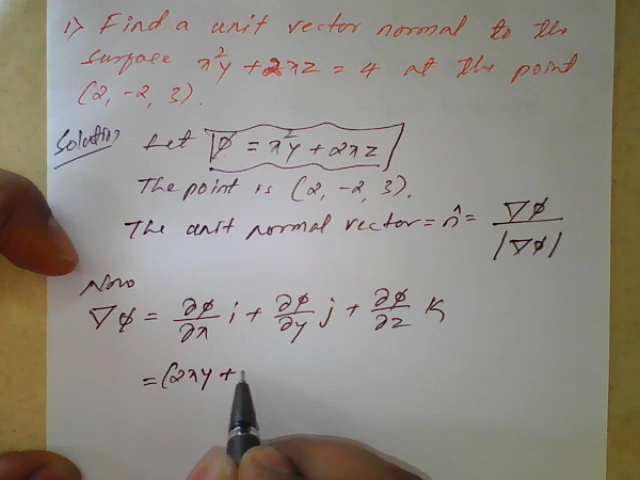 1) Find a unit vector normal to the
surface x²y + 2xz = 4 at the point
(2, -2, 3).
Solution Let ∅ = x²y + 2xz
The point is (2, -2, 3).
The unit normal vector = n̂ = ∇∅ / |∇∅|
Now
∇∅ = ∂∅/∂x i + ∂∅/∂y j + ∂∅/∂z k
= (2xy +